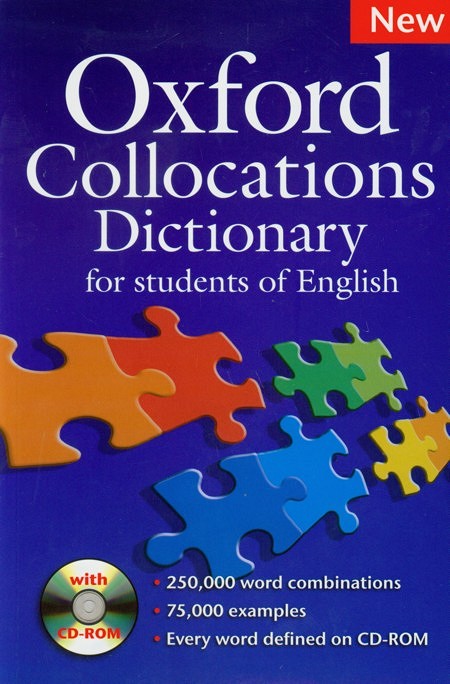 New
Oxford
Collocations
Dictionary
for students of English
with
CD-ROM
• 250,000 word combinations
• 75,000 examples
• Every word defined on CD-ROM